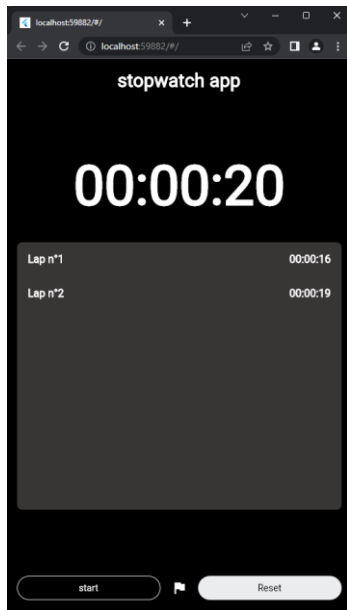 localhost:59882/#/
localhost:59882/#/
stopwatch app
00:00:20
Lap n°1 00:00:16
Lap n°2 00:00:19
start Reset